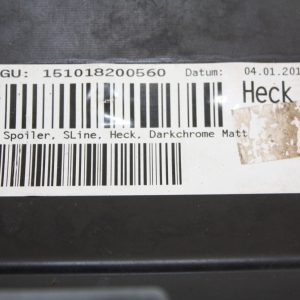 GU: 151018200560 Datum: 04.01.201
Heck
Spoiler, SLine, Heck, Darkchrome Matt